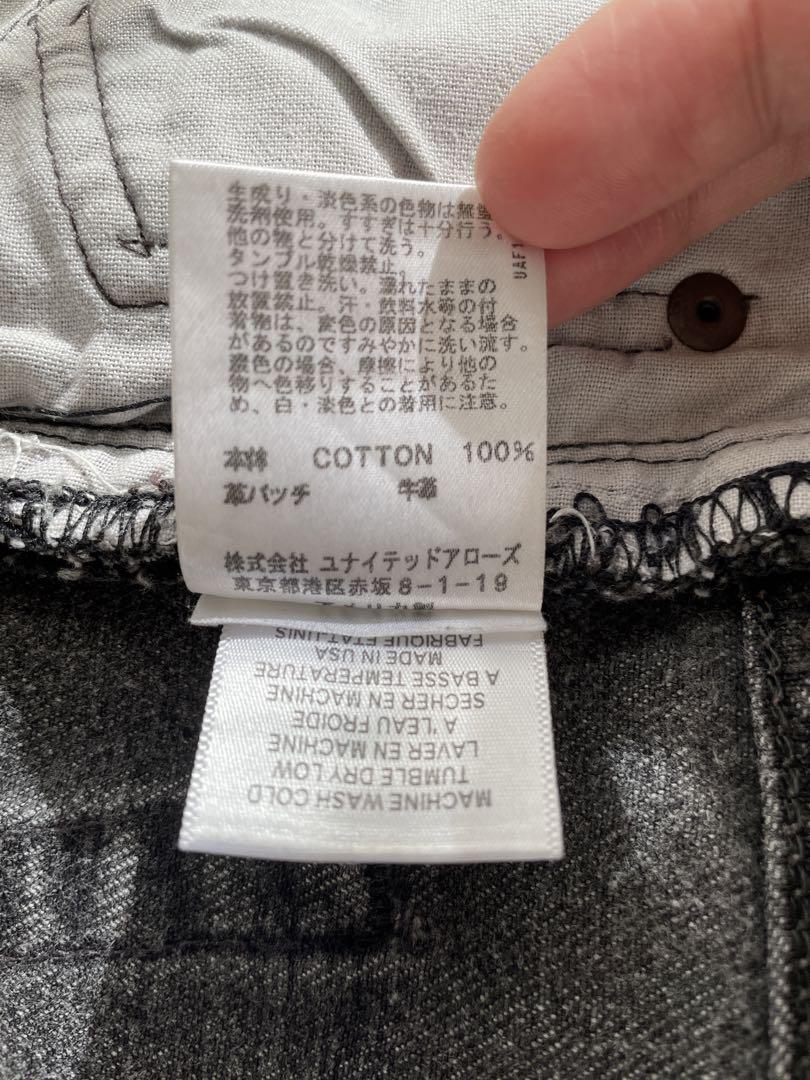 生成り・淡色系の色物は無蛍
洗剤使用。すすぎは十分行う。
他の物と分けて洗う。
タンブル乾燥禁止。
つけ置き洗い。濡れたままの
放置禁止。汗・飲料水等の付
着物は、変色の原因となる場合
があるのですみやかに洗い流す。
濃色の場合、摩擦により他の
物へ色移りすることがあるた
め、白・淡色との着用に注意。
UAF1
本体 COTTON 100%
革パッチ 牛革
株式会社 ユナイテッドアローズ
東京都港区赤坂8-1-19
MACHINE WASH COLD
TUMBLE DRY LOW
LAVER EN MACHINE
A'LEAU FROIDE
SECHER EN MACHINE
A BASSE TEMPERATURE
MADE IN USA
FABRIQUE ETAT-UNIS